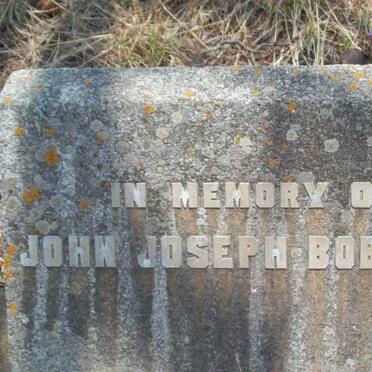 IN MEMORY O
JOHN JOSEPH BOB